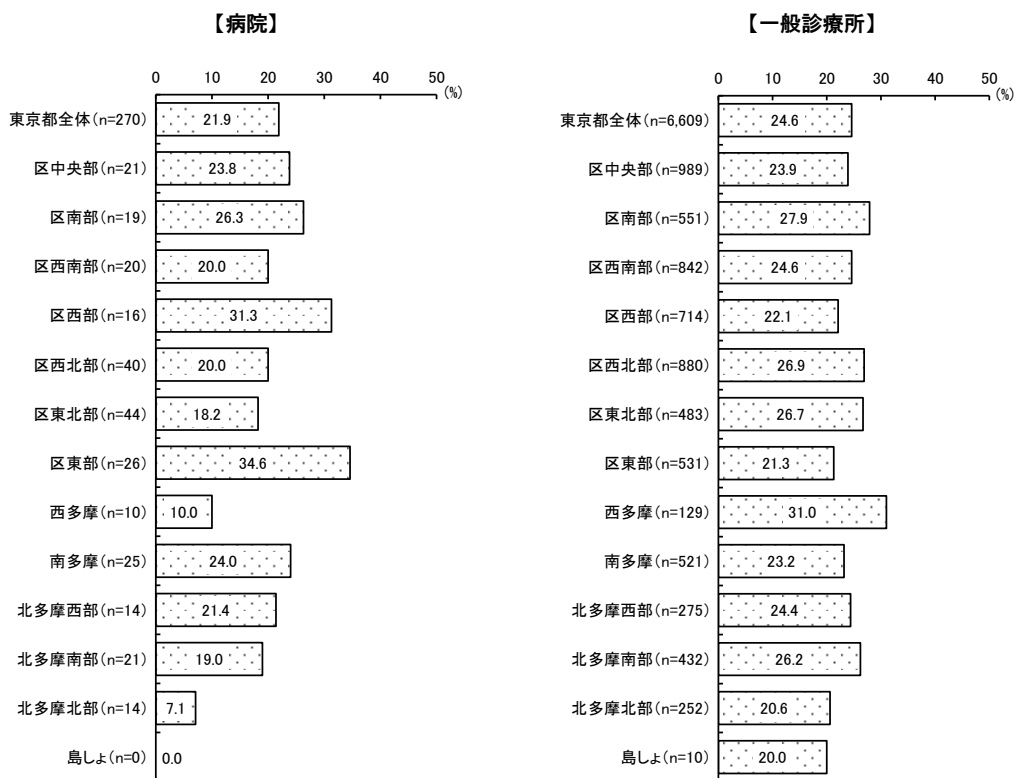 【病院】
0 10 20 30 40 50
(%)
東京都全体(n=270) 21.9
区中央部(n=21) 23.8
区南部(n=19) 26.3
区西南部(n=20) 20.0
区西部(n=16) 31.3
区西北部(n=40) 20.0
区東北部(n=44) 18.2
区東部(n=26) 34.6
西多摩(n=10) 10.0
南多摩(n=25) 24.0
北多摩西部(n=14) 21.4
北多摩南部(n=21) 19.0
北多摩北部(n=14) 7.1
島しょ(n=0) 0.0
【一般診療所】
0 10 20 30 40 50
(%)
東京都全体(n=6,609) 24.6
区中央部(n=989) 23.9
区南部(n=551) 27.9
区西南部(n=842) 24.6
区西部(n=714) 22.1
区西北部(n=880) 26.9
区東北部(n=483) 26.7
区東部(n=531) 21.3
西多摩(n=129) 31.0
南多摩(n=521) 23.2
北多摩西部(n=275) 24.4
北多摩南部(n=432) 26.2
北多摩北部(n=252) 20.6
島しょ(n=10) 20.0